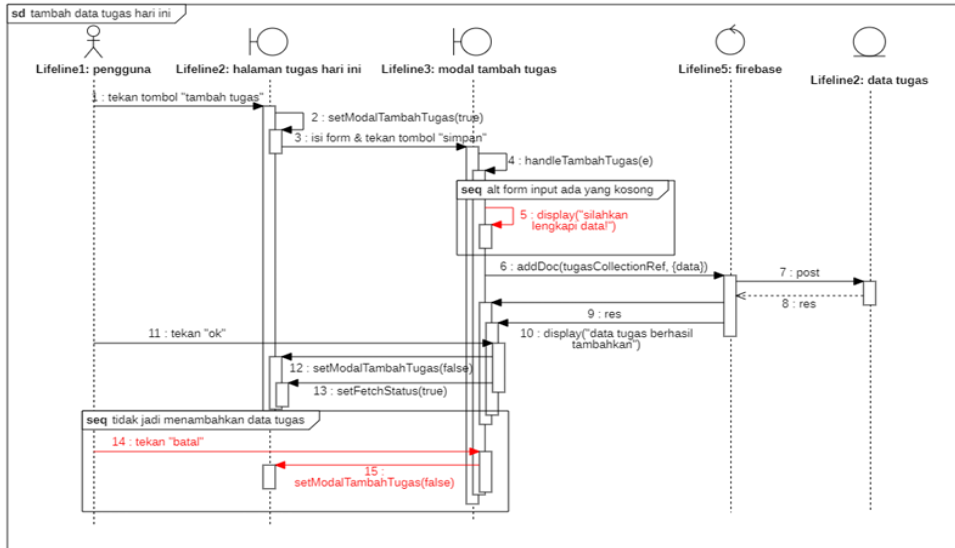 sd tambah data tugas hari ini
Lifeline1: pengguna
Lifeline2: halaman tugas hari ini
Lifeline3: modal tambah tugas
Lifeline5: firebase
Lifeline2: data tugas
1 : tekan tombol "tambah tugas"
2 : setModalTambahTugas(true)
3 : isi form & tekan tombol "simpan"
4 : handleTambahTugas(e)
seq alt form input ada yang kosong
5 : display("silahkan
lengkapi data!")
6 : addDoc(tugasCollectionRef, {data})
7 : post
8 : res
9 : res
10 : display("data tugas berhasil
tambahkan")
11 : tekan "ok"
12 : setModalTambahTugas(false)
13 : setFetchStatus(true)
seq tidak jadi menambahkan data tugas
14 : tekan "batal"
15 :
setModalTambahTugas(false)